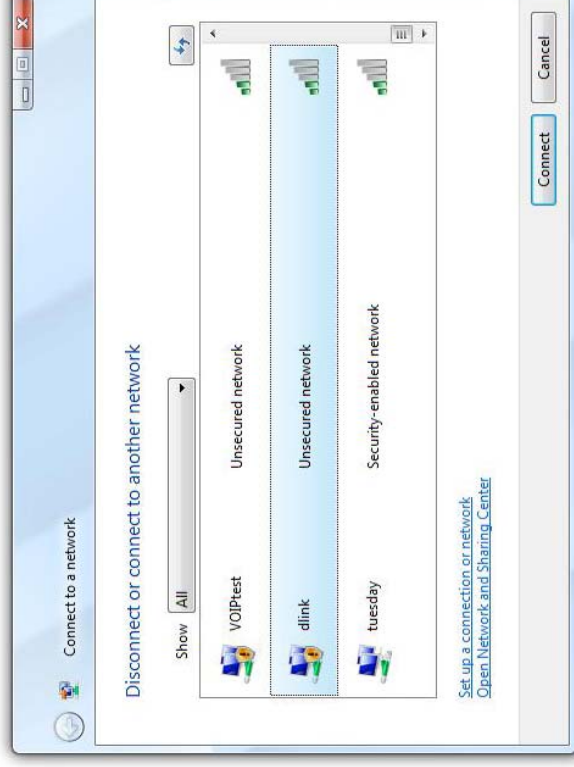 Connect to a network
Disconnect or connect to another network
Show All
VOIPtest Unsecured network
dlink Unsecured network
tuesday Security-enabled network
Set up a connection or network
Open Network and Sharing Center
Connect Cancel